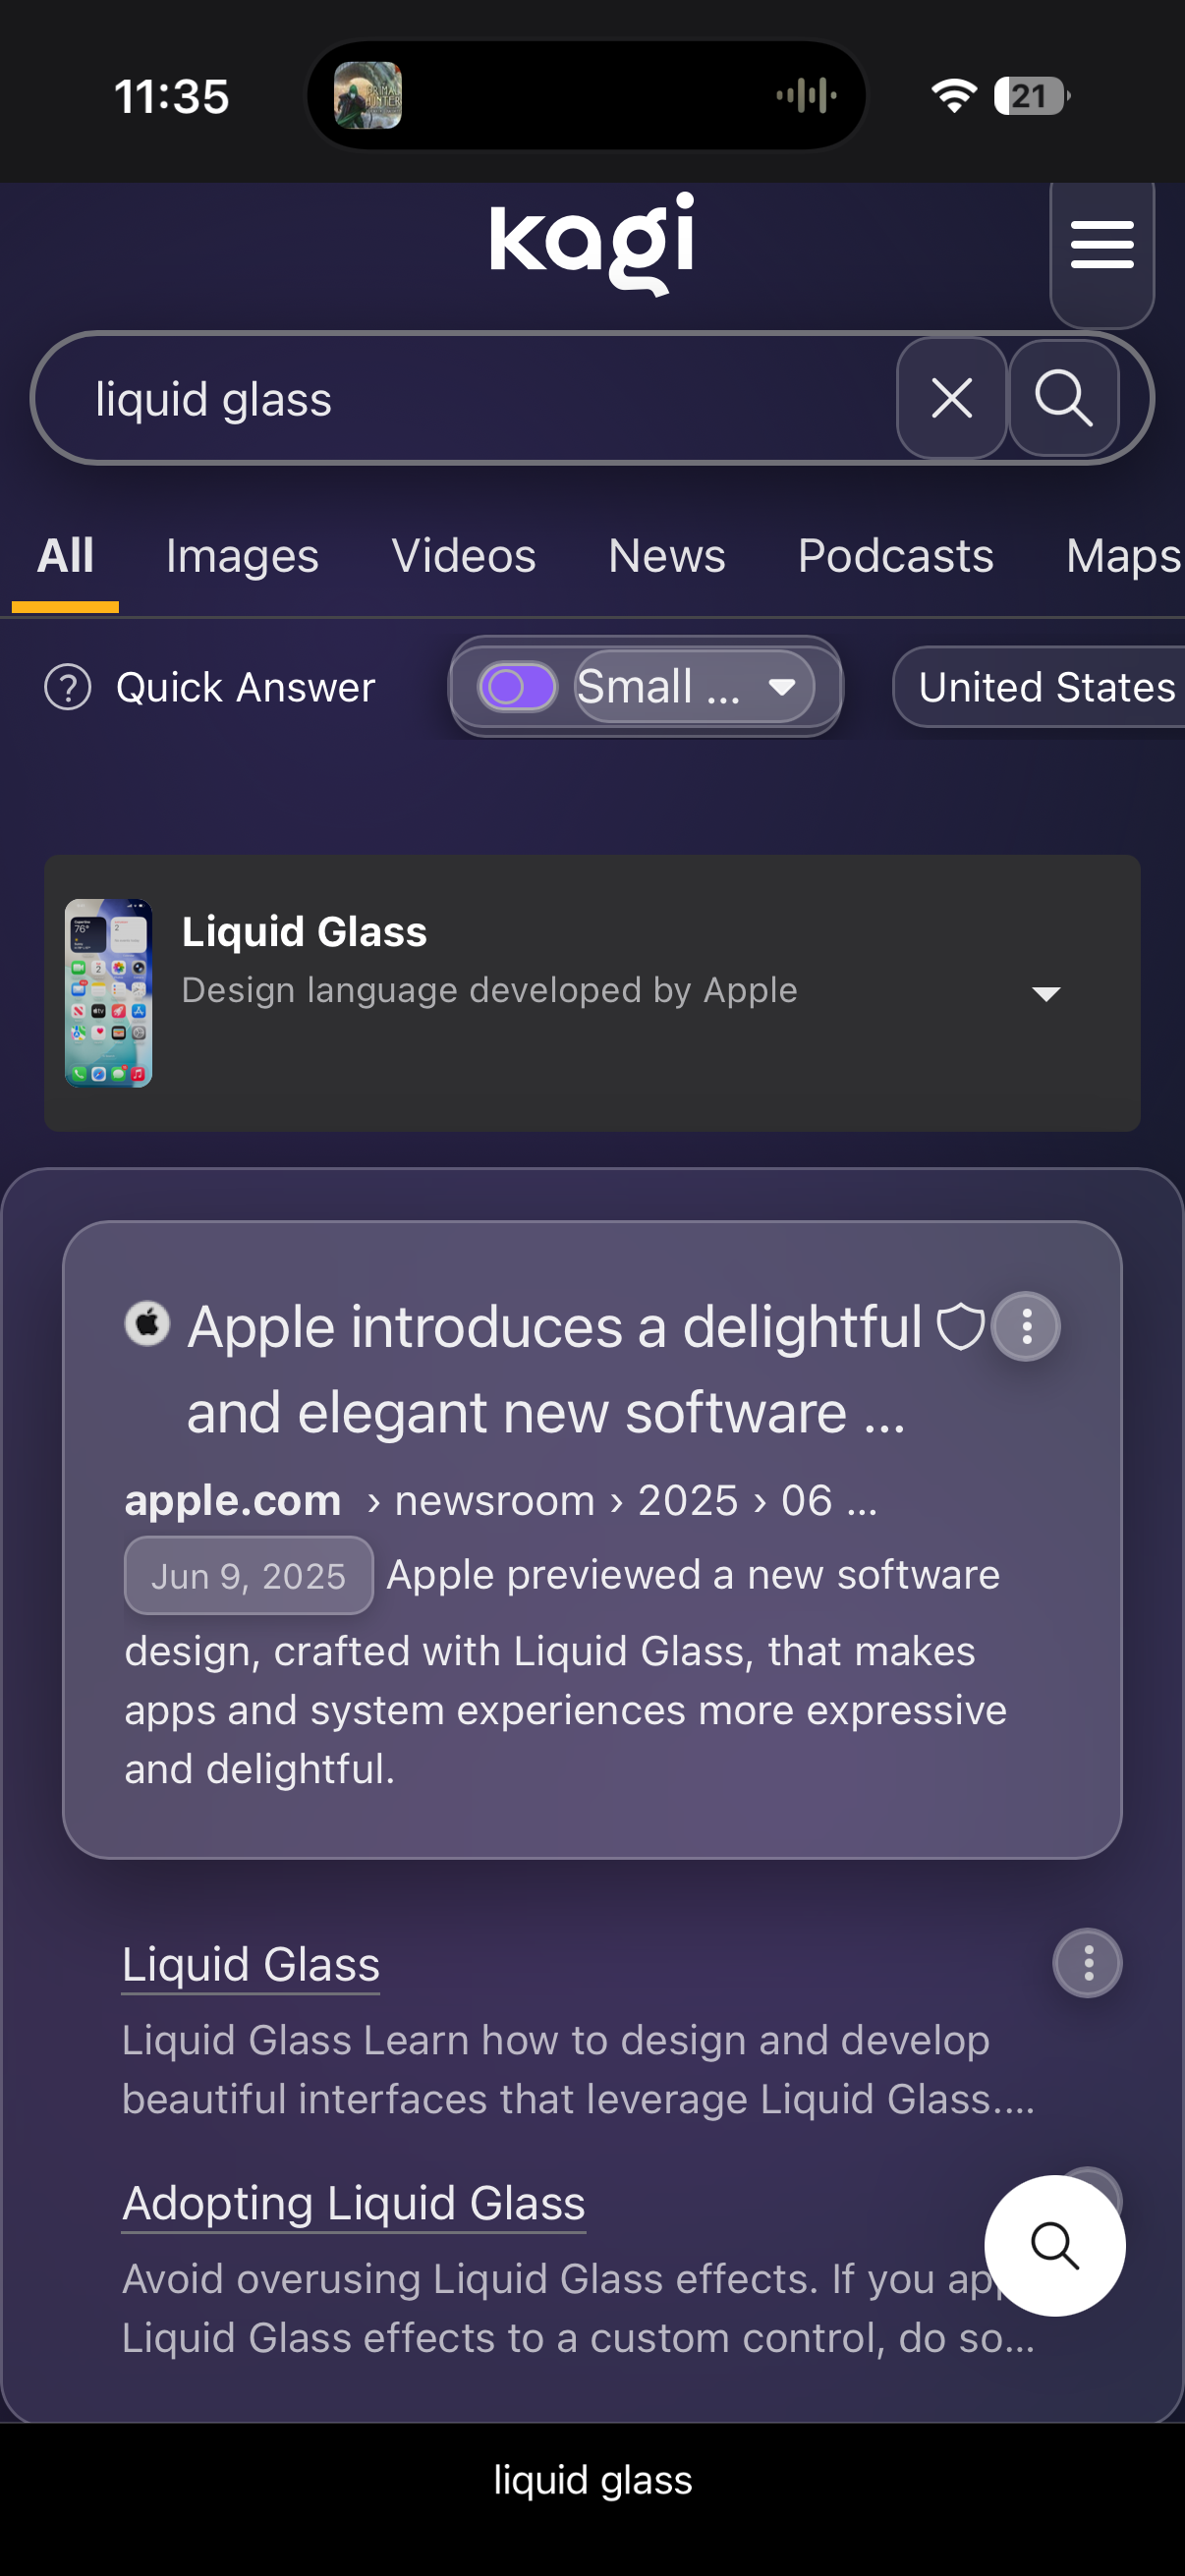 11:35
21
kagi
liquid glass
All Images Videos News Podcasts Maps
Quick Answer Small ... United States
Liquid Glass
Design language developed by Apple
Apple introduces a delightful
and elegant new software ...
apple.com › newsroom › 2025 › 06 ...
Jun 9, 2025 Apple previewed a new software
design, crafted with Liquid Glass, that makes
apps and system experiences more expressive
and delightful.
Liquid Glass
Liquid Glass Learn how to design and develop
beautiful interfaces that leverage Liquid Glass....
Adopting Liquid Glass
Avoid overusing Liquid Glass effects. If you
Liquid Glass effects to a custom control, do so...
liquid glass